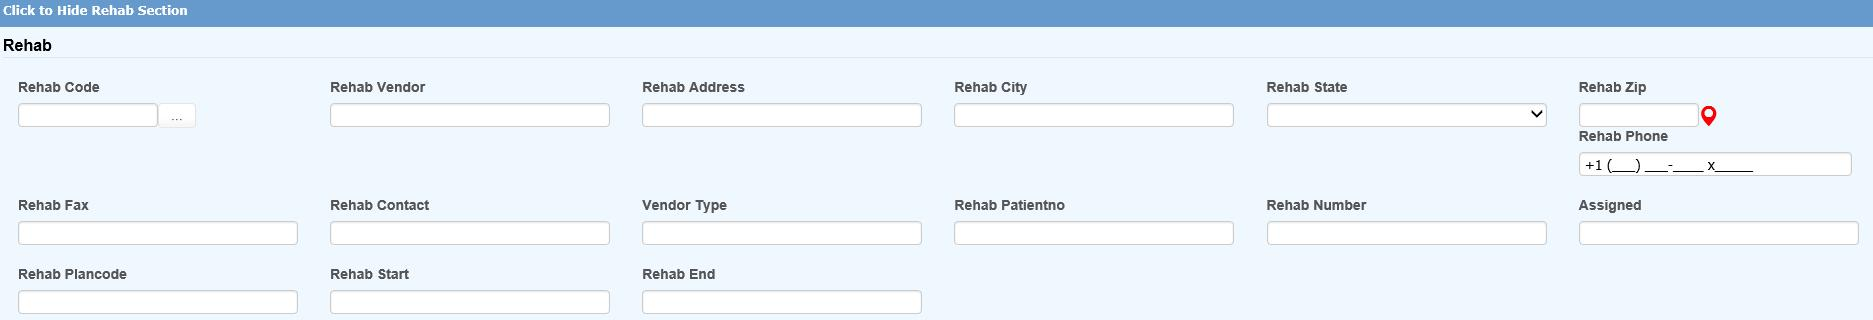 Click to Hide Rehab Section
Rehab
Rehab Code Rehab Vendor Rehab Address Rehab City Rehab State Rehab Zip
...
Rehab Phone
+1 (___) ___-____ x_____
Rehab Fax Rehab Contact Vendor Type Rehab Patientno Rehab Number Assigned
Rehab Plancode Rehab Start Rehab End